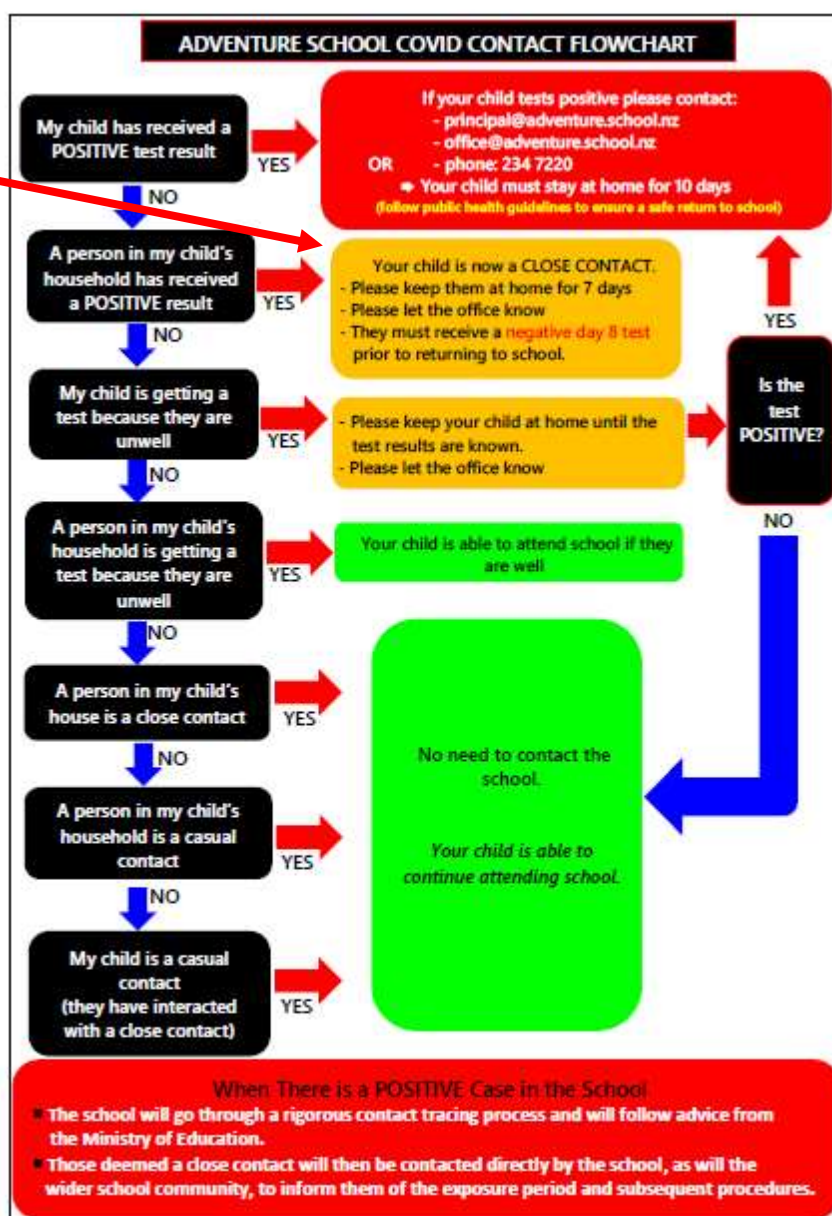 ADVENTURE SCHOOL COVID CONTACT FLOWCHART
My child has received a
POSITIVE test result
YES
If your child tests positive please contact:
- principal@adventure.school.nz
- office@adventure.school.nz
OR - phone: 234 7220
Your child must stay at home for 10 days
(follow public health guidelines to ensure a safe return to school)
NO
A person in my child's
household has received
a POSITIVE result
YES
Your child is now a CLOSE CONTACT.
- Please keep them at home for 7 days
- Please let the office know
- They must receive a negative day 8 test
prior to returning to school.
NO
My child is getting a
test because they are
unwell
YES
- Please keep your child at home until the
test results are known.
- Please let the office know
Is the
test
POSITIVE?
YES
NO
NO
A person in my child's
household is getting a
test because they are
unwell
YES
Your child is able to attend school if they
are well
NO
A person in my child's
house is a close contact
YES
NO
A person in my child's
household is a casual
contact
YES
NO
My child is a casual
contact
(they have interacted
with a close contact)
YES
No need to contact the
school.
Your child is able to
continue attending school.
When There is a POSITIVE Case in the School
▪ The school will go through a rigorous contact tracing process and will follow advice from
the Ministry of Education.
▪ Those deemed a close contact will then be contacted directly by the school, as will the
wider school community, to inform them of the exposure period and subsequent procedures.